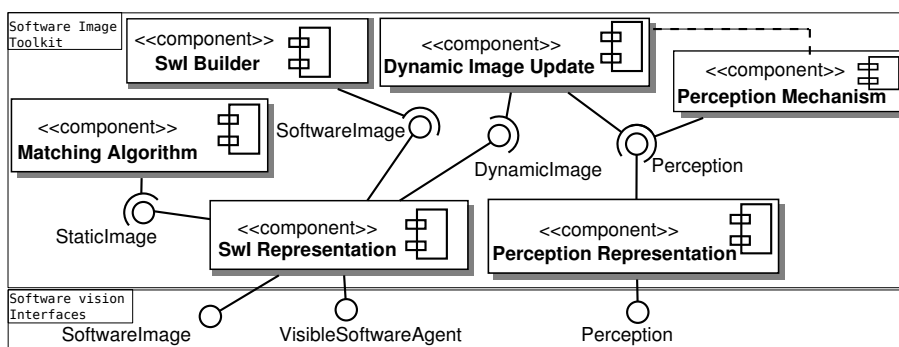 Software Image
Toolkit
<<component>>
SwI Builder
<<component>>
Dynamic Image Update
<<component>>
Perception Mechanism
<<component>>
Matching Algorithm
SoftwareImage
DynamicImage
Perception
StaticImage
<<component>>
SwI Representation
<<component>>
Perception Representation
Software vision
Interfaces
SoftwareImage
VisibleSoftwareAgent
Perception